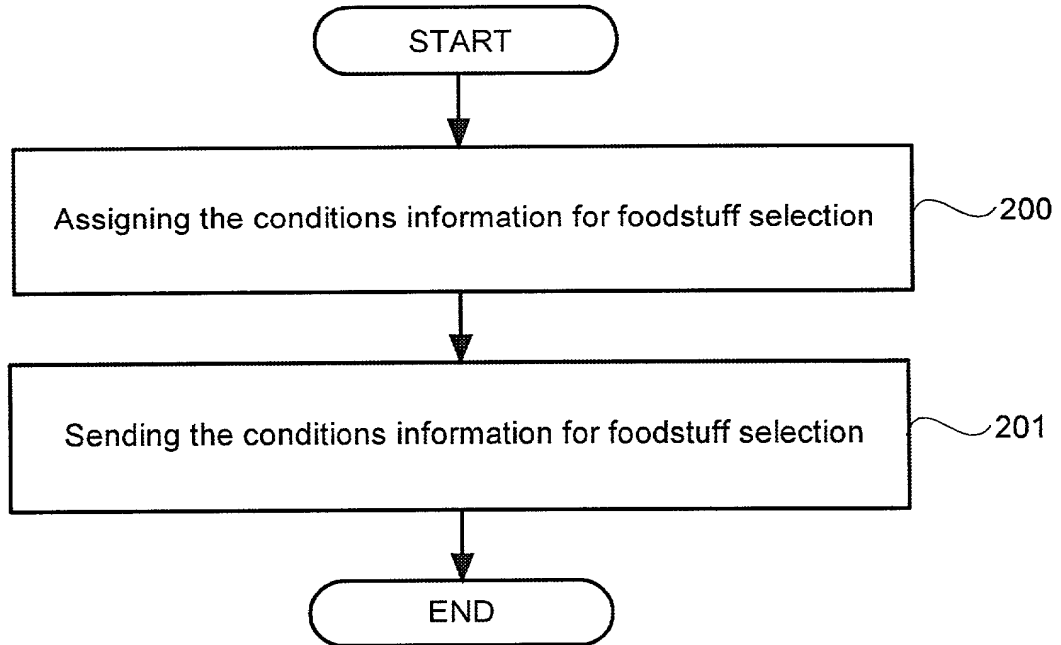 START
Assigning the conditions information for foodstuff selection
200
Sending the conditions information for foodstuff selection
201
END